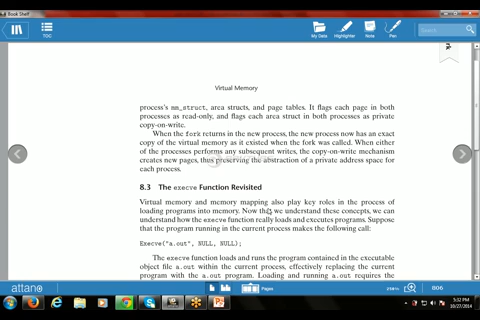 Book Shelf
TOC
My Data
Highlighter
Note
Pen
Search
Virtual Memory
process's mm_struct, area structs, and page tables. It flags each page in both
processes as read-only, and flags each area struct in both processes as private
copy-on-write.
When the fork returns in the new process, the new process now has an exact
copy of the virtual memory as it existed when the fork was called. When either
of the processes performs any subsequent writes, the copy-on-write mechanism
creates new pages, thus preserving the abstraction of a private address space for
each process.
8.3 The execve Function Revisited
Virtual memory and memory mapping also play key roles in the process of
loading programs into memory. Now that we understand these concepts, we can
understand how the execve function really loads and executes programs. Suppose
that the program running in the current process makes the following call:
Execve("a.out", NULL, NULL);
The execve function loads and runs the program contained in the executable
object file a.out within the current process, effectively replacing the current
program with the a.out program. Loading and running a.out requires the
attano
Pages
ZOOM
806
5:32 PM
10/27/2014